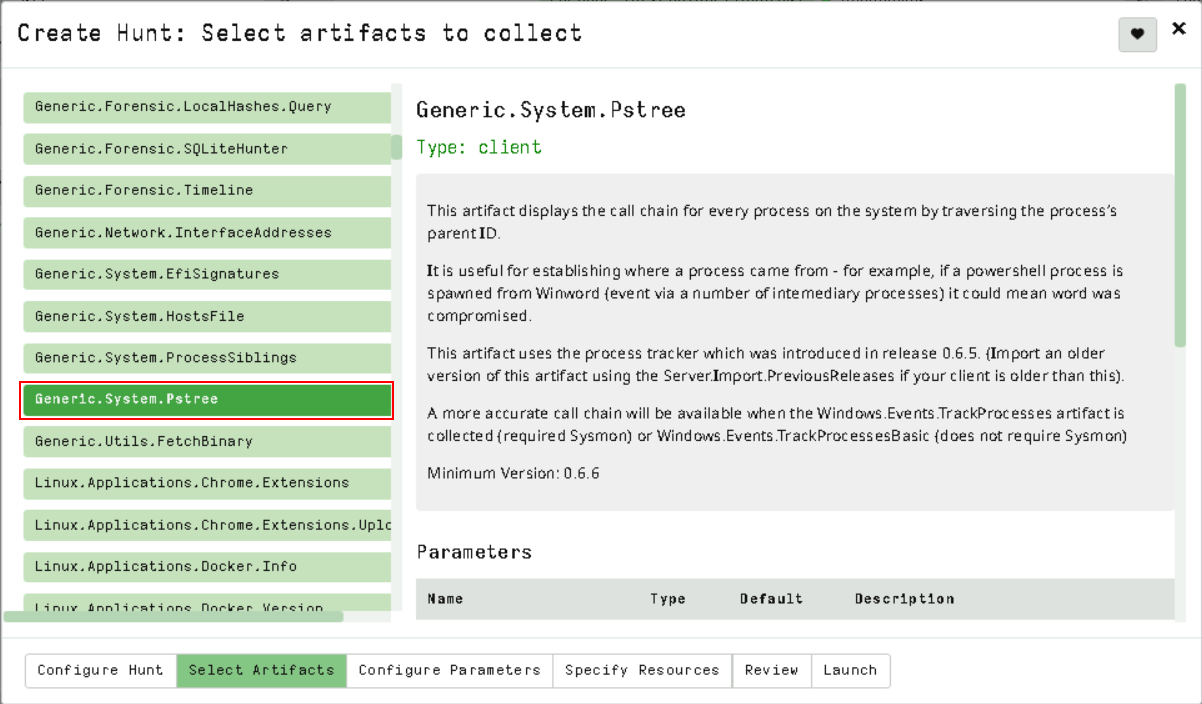 Create Hunt: Select artifacts to collect
Generic.Forensic.LocalHashes.Query
Generic.Forensic.SQLiteHunter
Generic.Forensic.Timeline
Generic.Network.InterfaceAddresses
Generic.System.EfiSignatures
Generic.System.HostsFile
Generic.System.ProcessSiblings
Generic.System.Pstree
Generic.Utils.FetchBinary
Linux.Applications.Chrome.Extensions
Linux.Applications.Chrome.Extensions.Uplo
Linux.Applications.Docker.Info
Linux.Applications.Docker.Version
Generic.System.Pstree
Type: client
This artifact displays the call chain for every process on the system by traversing the process’s
parent ID.
It is useful for establishing where a process came from - for example, if a powershell process is
spawned from Winword (event via a number of intemediary processes) it could mean word was
compromised.
This artifact uses the process tracker which was introduced in release 0.6.5. (Import an older
version of this artifact using the Server.Import.PreviousReleases if your client is older than this).
A more accurate call chain will be available when the Windows.Events.TrackProcesses artifact is
collected (required Sysmon) or Windows.Events.TrackProcessesBasic (does not require Sysmon)
Minimum Version: 0.6.6
Parameters
Name Type Default Description
Configure Hunt Select Artifacts Configure Parameters Specify Resources Review Launch